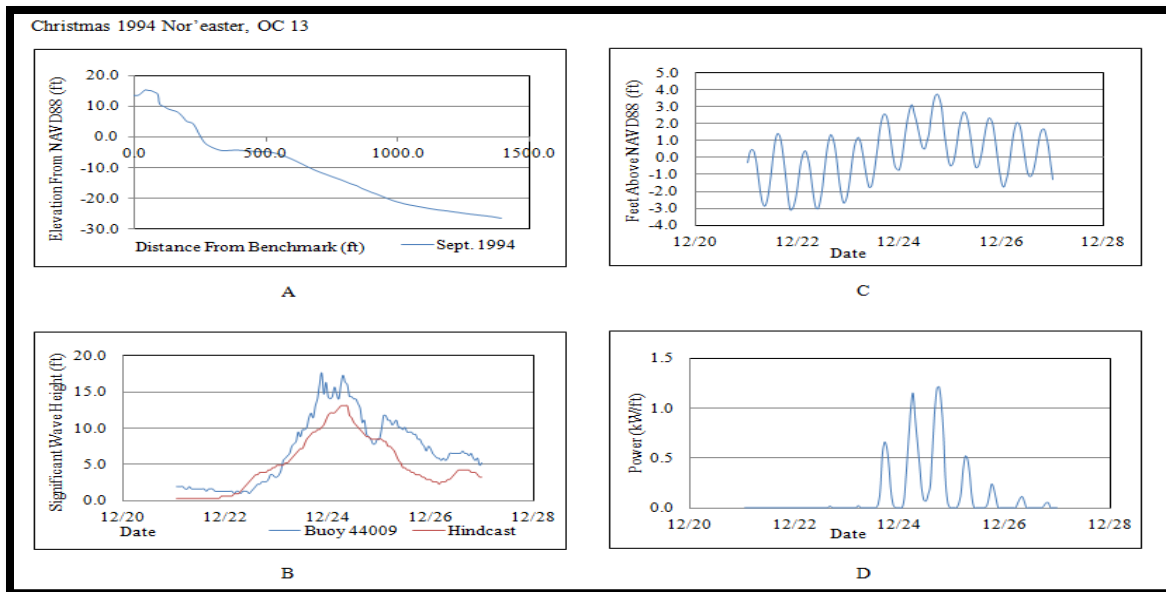 Christmas 1994 Nor'easter, OC 13
Elevation From NAVD88 (ft)
20.0
10.0
0.0
-10.0
-20.0
-30.0
0.0 500.0 1000.0 1500.0
Distance From Benchmark (ft)
Sept. 1994
A
Feet Above NAVD88 (ft)
5.0
4.0
3.0
2.0
1.0
0.0
-1.0
-2.0
-3.0
-4.0
12/20 12/22 12/24 12/26 12/28
Date
C
Significant Wave Height (ft)
20.0
15.0
10.0
5.0
0.0
12/20 12/22 12/24 12/26 12/28
Date
Buoy 44009 Hindcast
B
Power (kW/ft)
1.5
1.0
0.5
0.0
12/20 12/22 12/24 12/26 12/28
Date
D